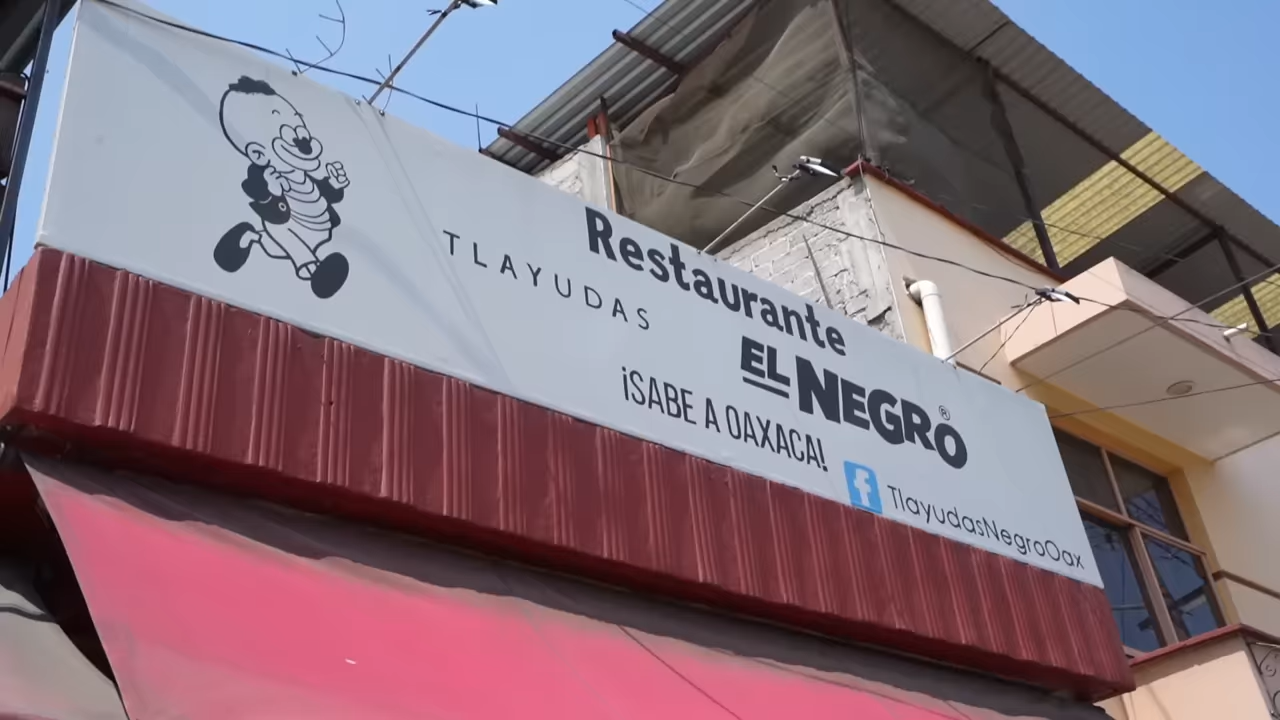 TLAYUDAS
Restaurante
EL NEGRO®
¡SABE A OAXACA!
f TlayudasNegroOax